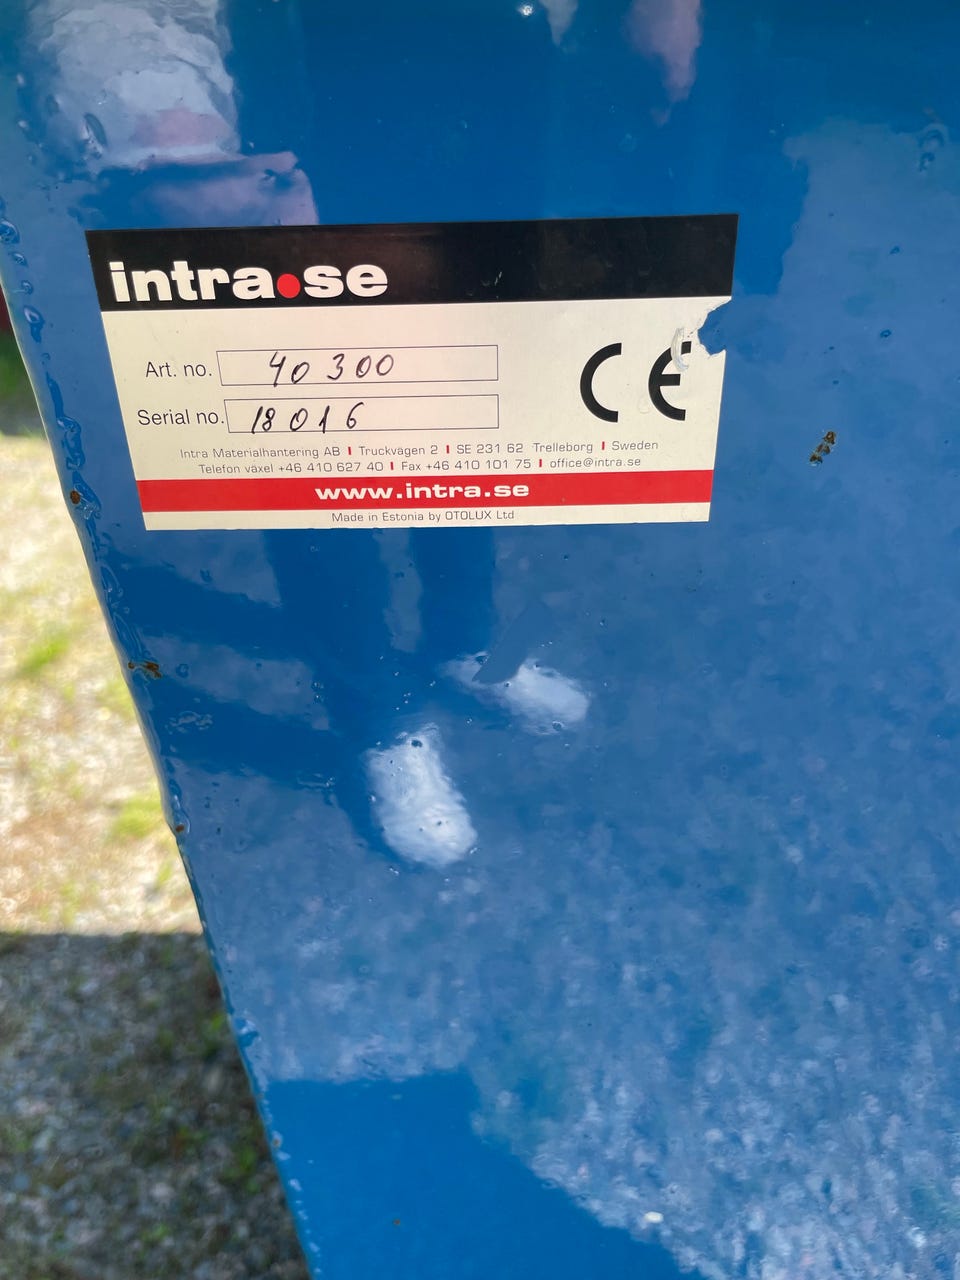 intra.se
Art. no. 40300
CE
Serial no. 18016
Intra Materialhantering AB | Truckvägen 2 | SE 231 62 Trelleborg | Sweden
Telefon växel +46 410 627 40 | Fax +46 410 101 75 | office@intra.se
www.intra.se
Made in Estonia by OTOLUX Ltd